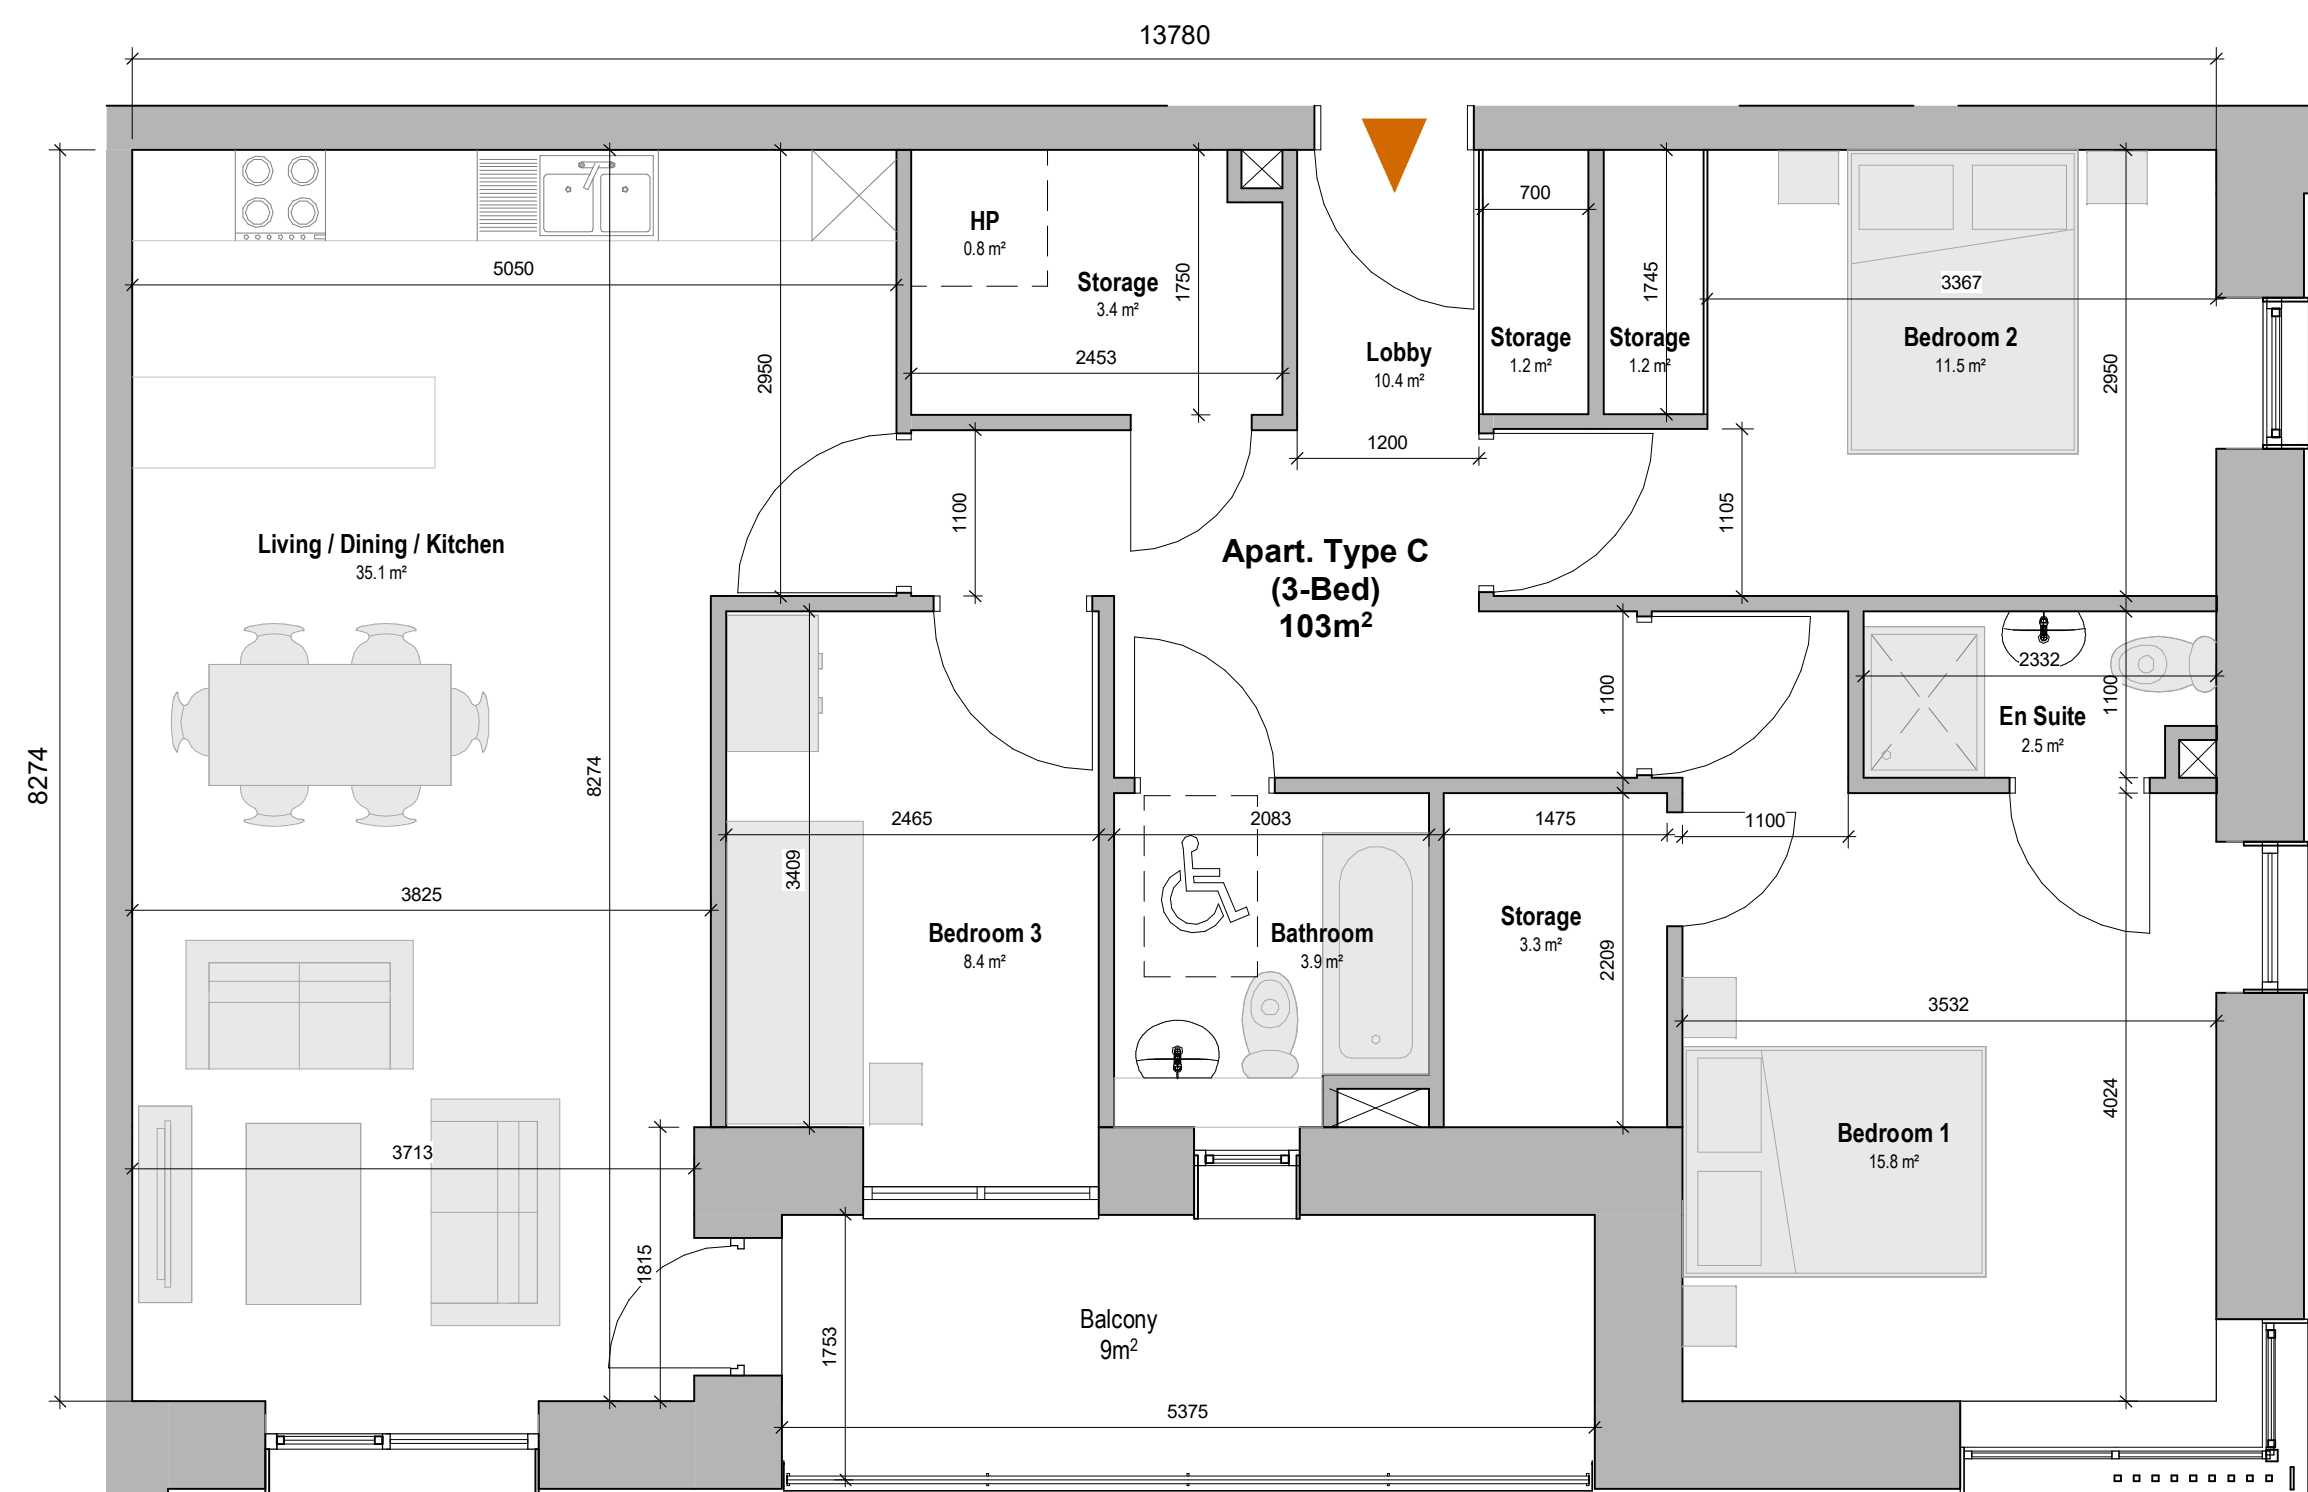 13780
700
HP
0.8 m²
5050
Storage
3.4 m²
1750
1745
3367
Storage
1.2 m²
Storage
1.2 m²
Bedroom 2
11.5 m²
Lobby
10.4 m²
2453
2950
2950
1200
1100
1105
Living / Dining / Kitchen
35.1 m²
Apart. Type C
(3-Bed)
103m²
2332
1100
1100
En Suite
2.5 m²
8274
8274
2465
2083
1475
1100
3409
3825
Bedroom 3
8.4 m²
Bathroom
3.9 m²
Storage
3.3 m²
2209
3532
4024
Bedroom 1
15.8 m²
3713
1815
1753
Balcony
9m²
5375